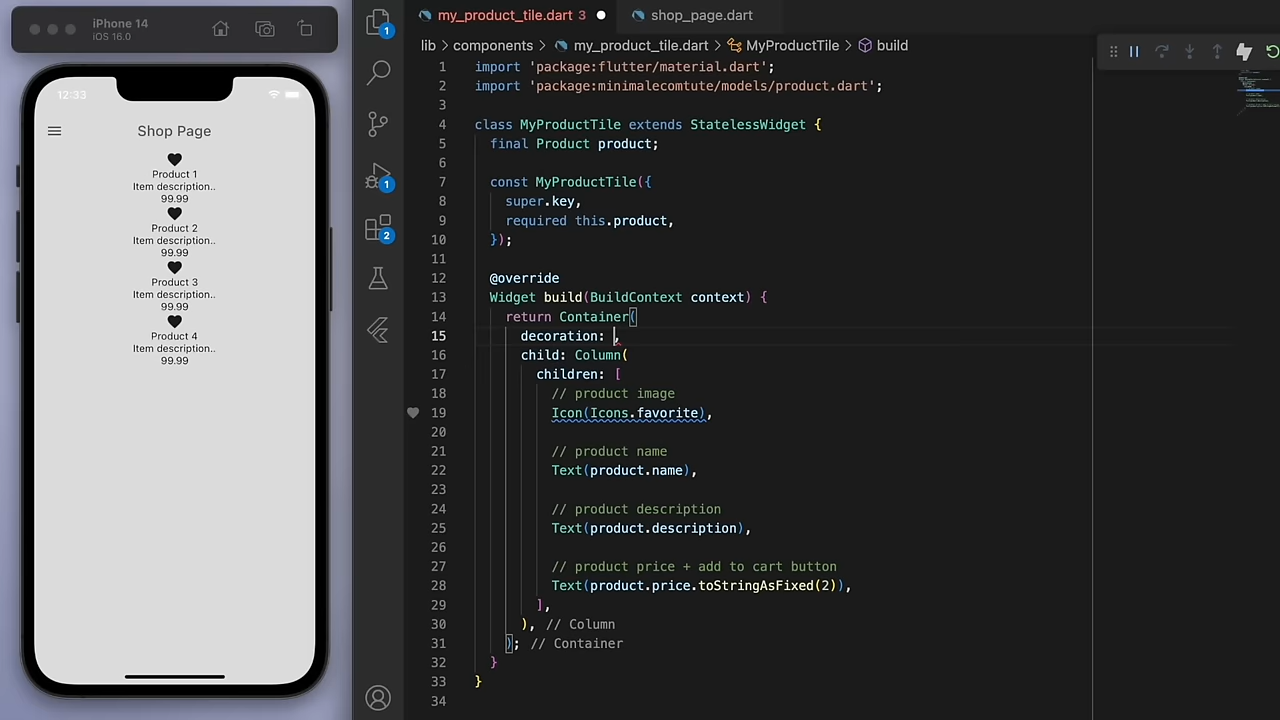 iPhone 14
iOS 16.0
12:33
Shop Page
Product 1
Item description..
99.99
Product 2
Item description..
99.99
Product 3
Item description..
99.99
Product 4
Item description..
99.99
1
1
2
my_product_tile.dart 3
shop_page.dart
lib > components > my_product_tile.dart > MyProductTile > build
1 import 'package:flutter/material.dart';
2 import 'package:minimalecomtute/models/product.dart';
3
4 class MyProductTile extends StatelessWidget {
5 final Product product;
6
7 const MyProductTile({
8 super.key,
9 required this.product,
10 });
11
12 @override
13 Widget build(BuildContext context) {
14 return Container(
15 decoration: ,
16 child: Column(
17 children: [
18 // product image
19 Icon(Icons.favorite),
20
21 // product name
22 Text(product.name),
23
24 // product description
25 Text(product.description),
26
27 // product price + add to cart button
28 Text(product.price.toStringAsFixed(2)),
29 ],
30 ), // Column
31 ); // Container
32 }
33 }
34